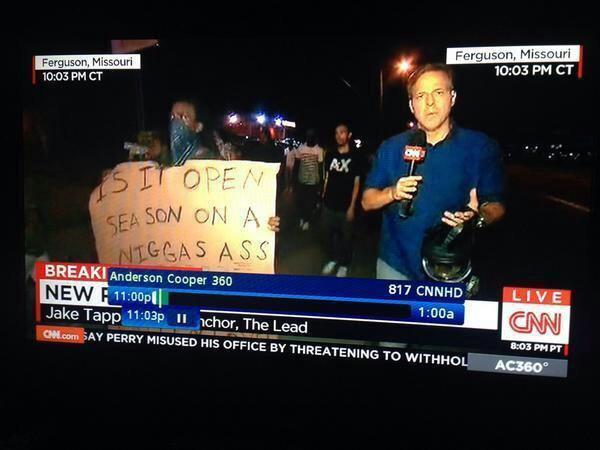 Ferguson, Missouri
10:03 PM CT
Ferguson, Missouri
10:03 PM CT
AX
CNN
IS IT OPEN
SEASON ON A
NIGGAS ASS
BREAKI
Anderson Cooper 360
817 CNNHD
NEW
11:00p
1:00a
LIVE
CNN
Jake Tapp
11:03p
nchor, The Lead
8:03 PM PT
CNN.com
SAY PERRY MISUSED HIS OFFICE BY THREATENING TO WITHHOL
AC360°